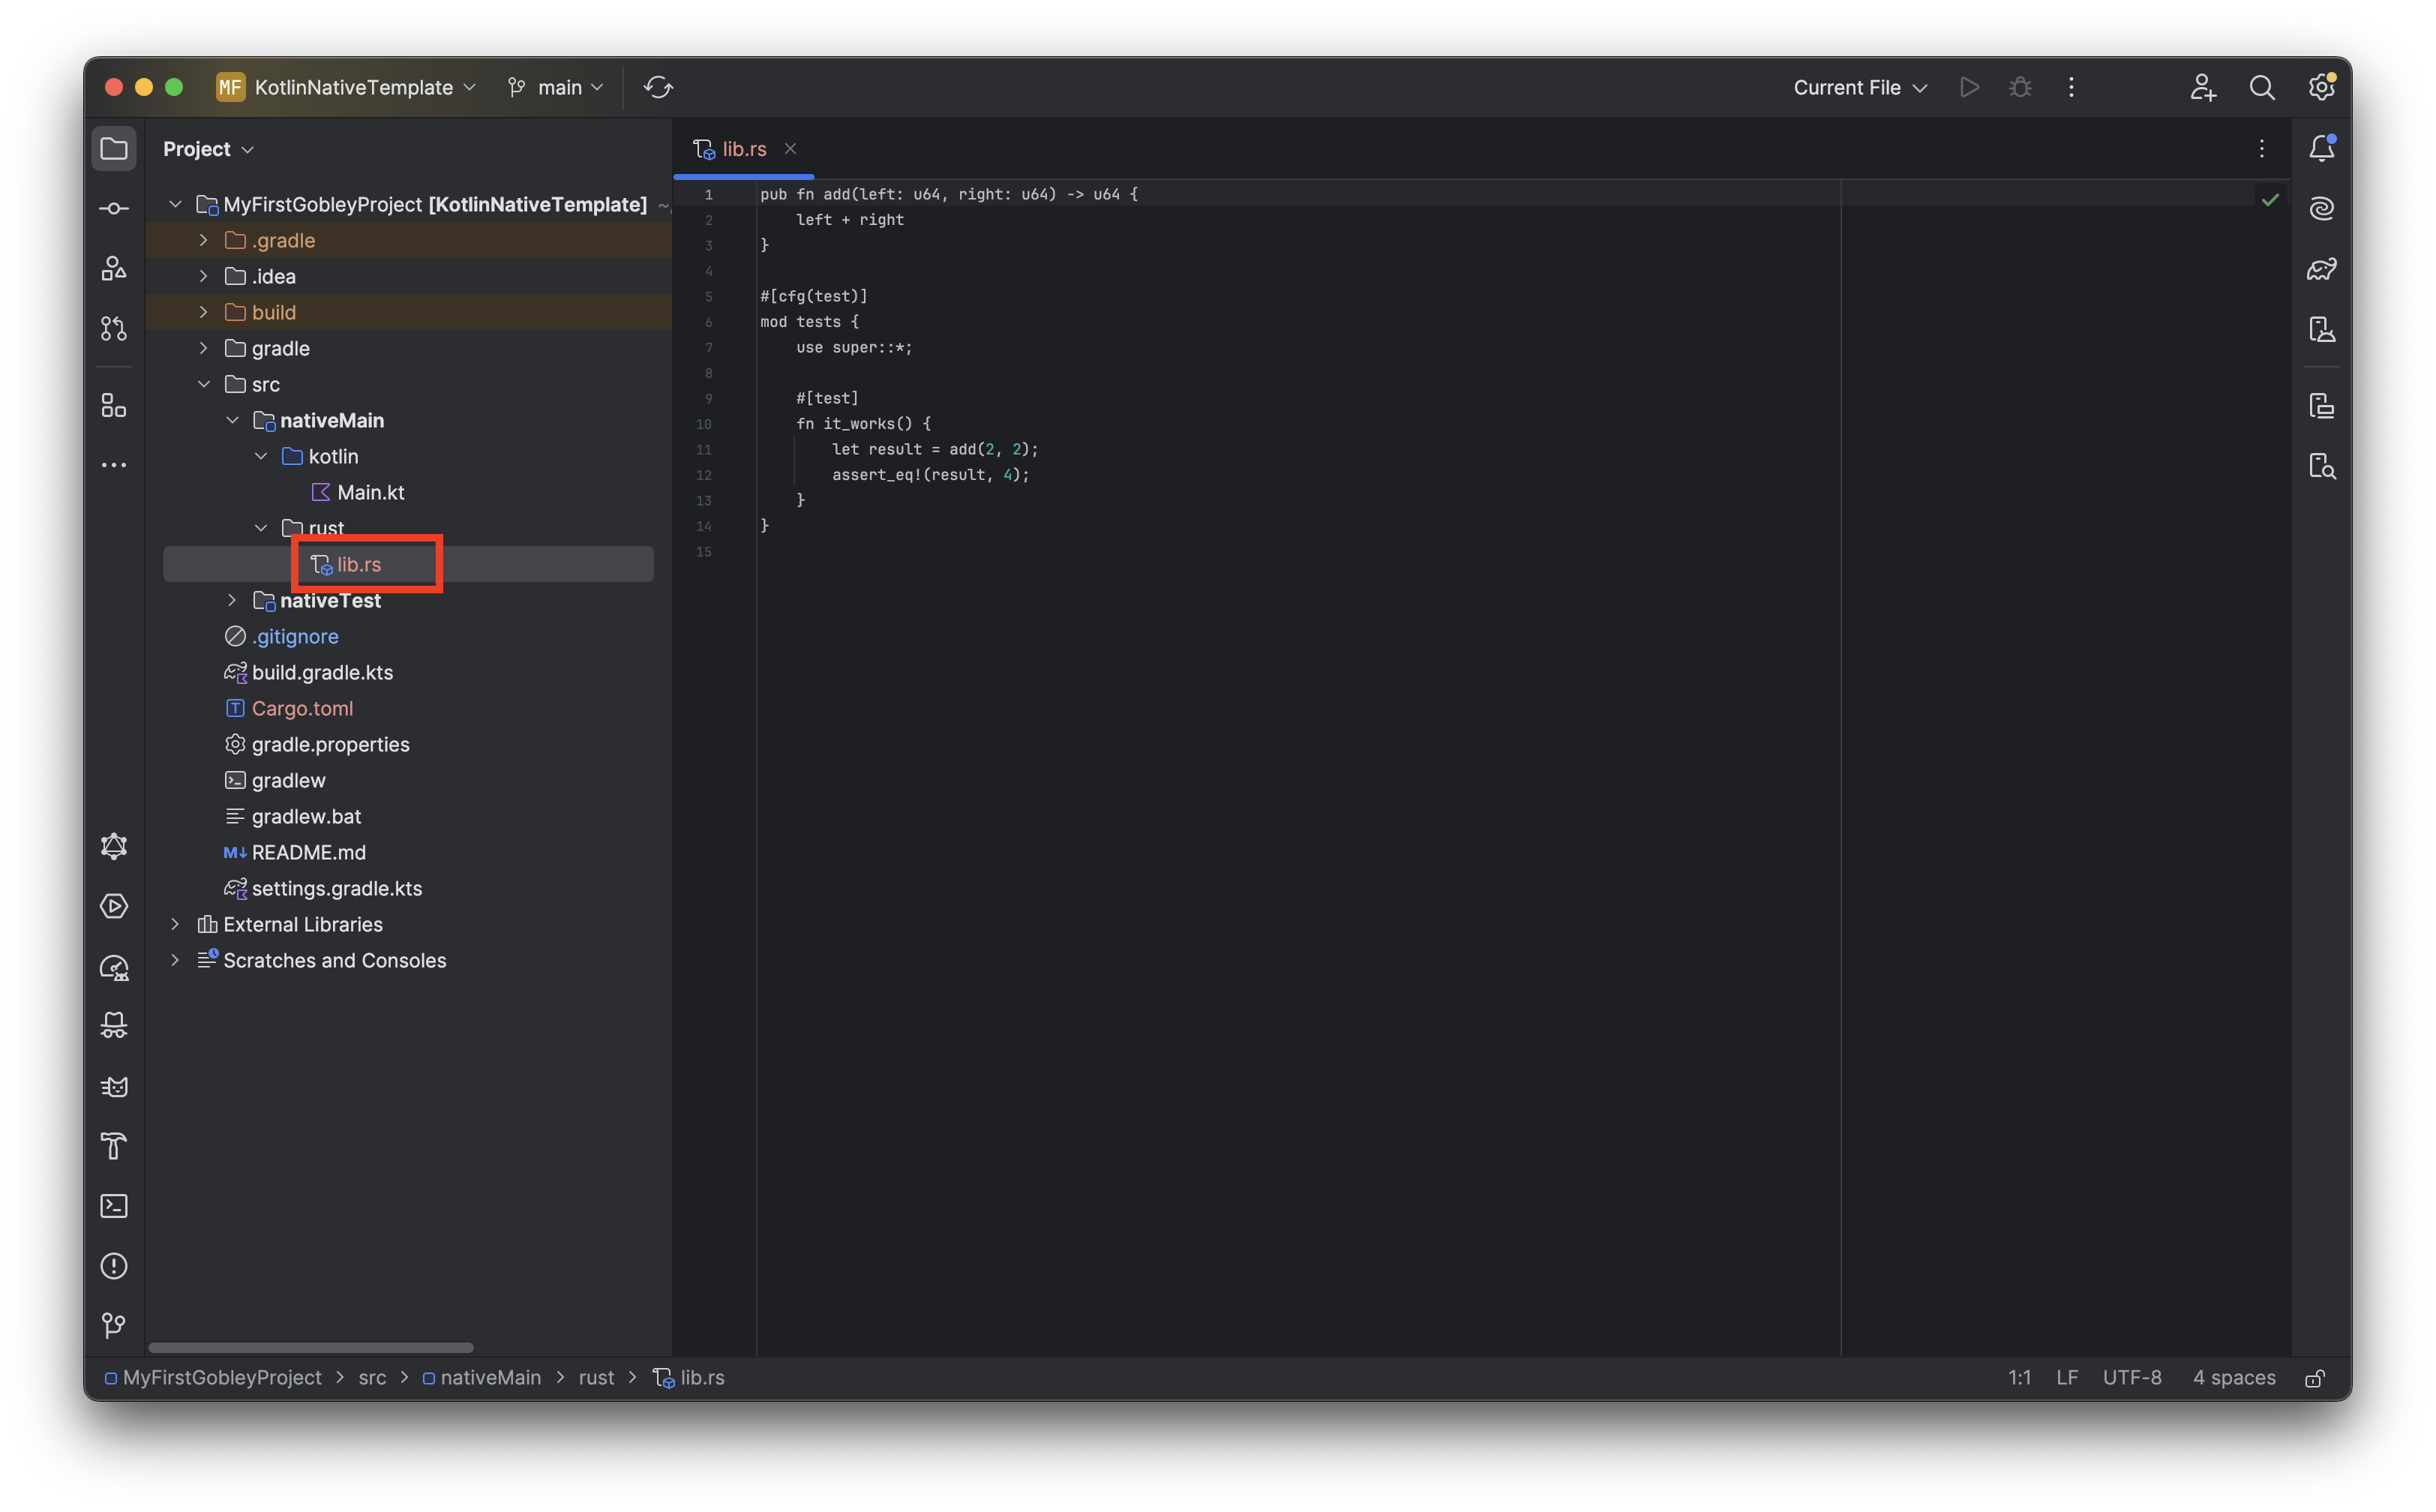 MF KotlinNativeTemplate main Current File
Project
MyFirstGobleyProject [KotlinNativeTemplate] ~
.gradle
.idea
build
gradle
src
nativeMain
kotlin
Main.kt
rust
lib.rs
nativeTest
.gitignore
build.gradle.kts
T Cargo.toml
gradle.properties
gradlew
gradlew.bat
M↓ README.md
settings.gradle.kts
External Libraries
Scratches and Consoles
lib.rs
1 pub fn add(left: u64, right: u64) -> u64 {
2     left + right
3 }
4
5 #[cfg(test)]
6 mod tests {
7     use super::*;
8
9     #[test]
10     fn it_works() {
11         let result = add(2, 2);
12         assert_eq!(result, 4);
13     }
14 }
15
MyFirstGobleyProject > src > nativeMain > rust > lib.rs 1:1 LF UTF-8 4 spaces